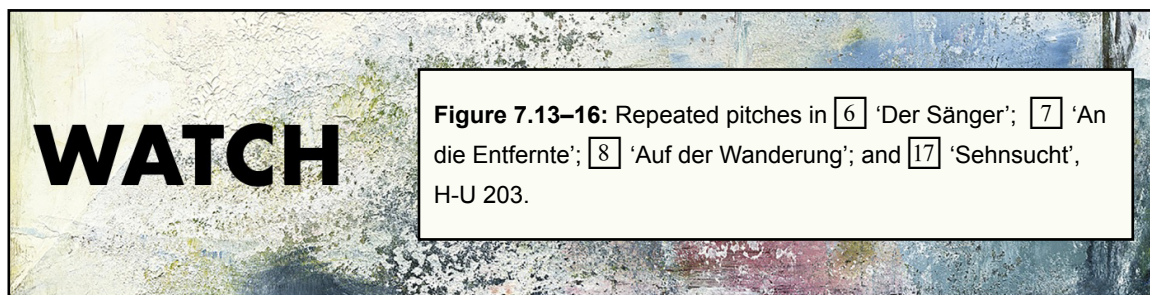 WATCH
Figure 7.13–16: Repeated pitches in 6 ‘Der Sänger’; 7 ‘An
die Entfernte’; 8 ‘Auf der Wanderung’; and 17 ‘Sehnsucht’,
H-U 203.